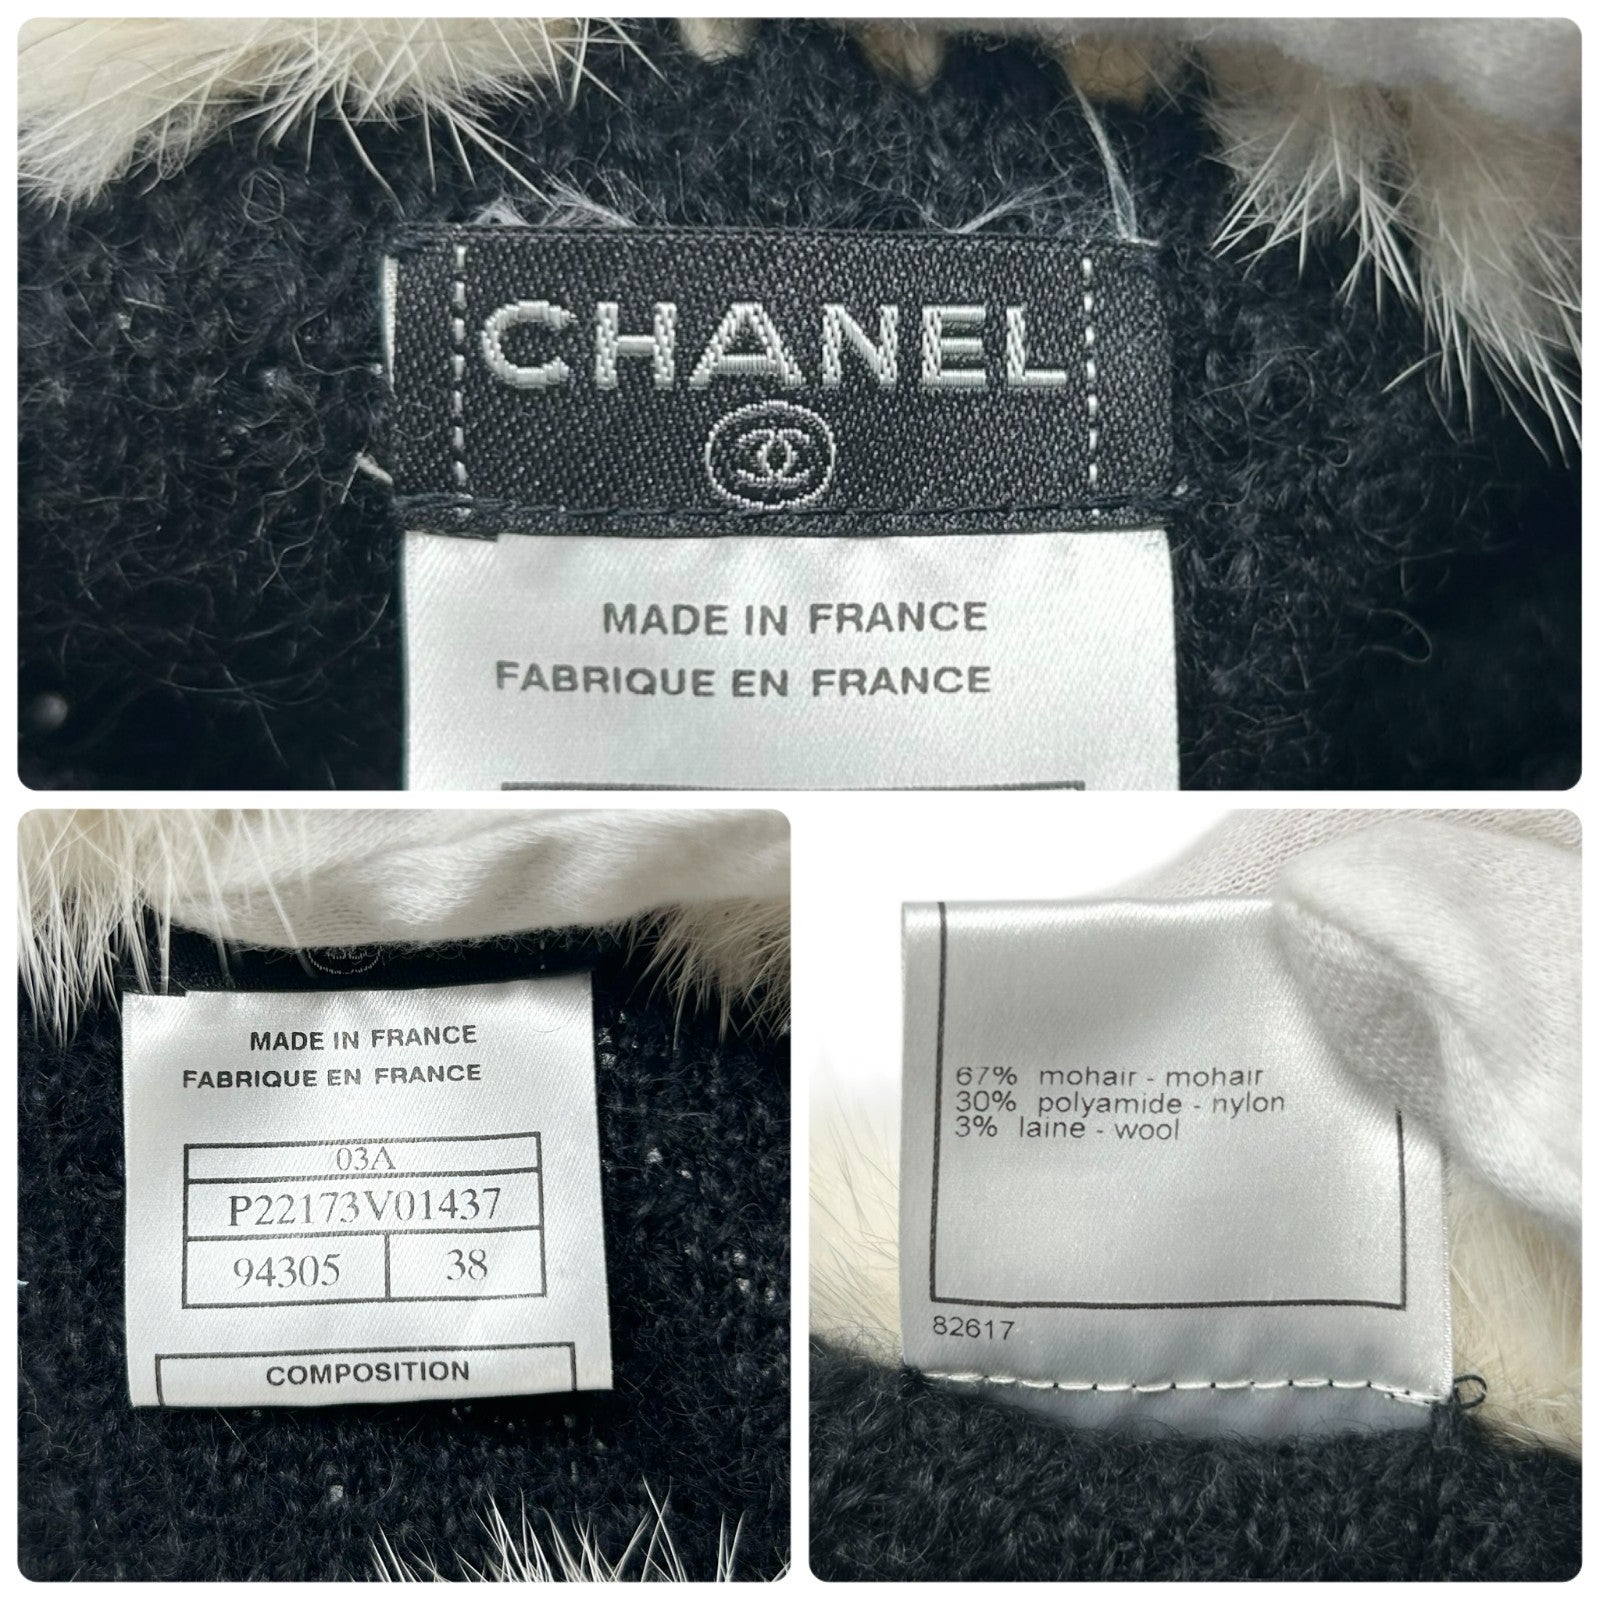 CHANEL
MADE IN FRANCE
FABRIQUE EN FRANCE
MADE IN FRANCE
FABRIQUE EN FRANCE
03A
P22173V01437
94305 38
COMPOSITION
67% mohair - mohair
30% polyamide - nylon
3% laine - wool
82617